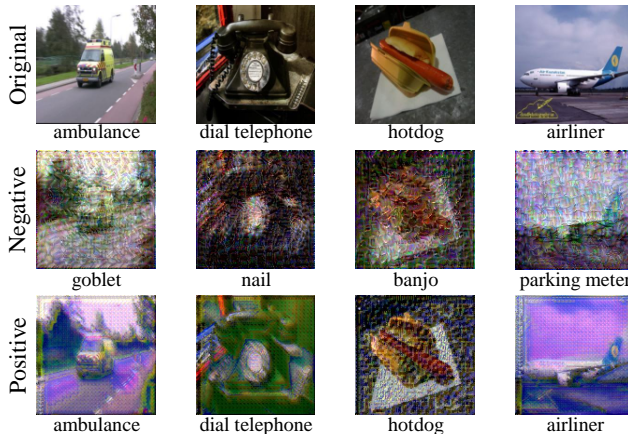 Original
ambulance
dial telephone
hotdog
airliner
Negative
goblet
nail
banjo
parking meter
Positive
ambulance
dial telephone
hotdog
airliner